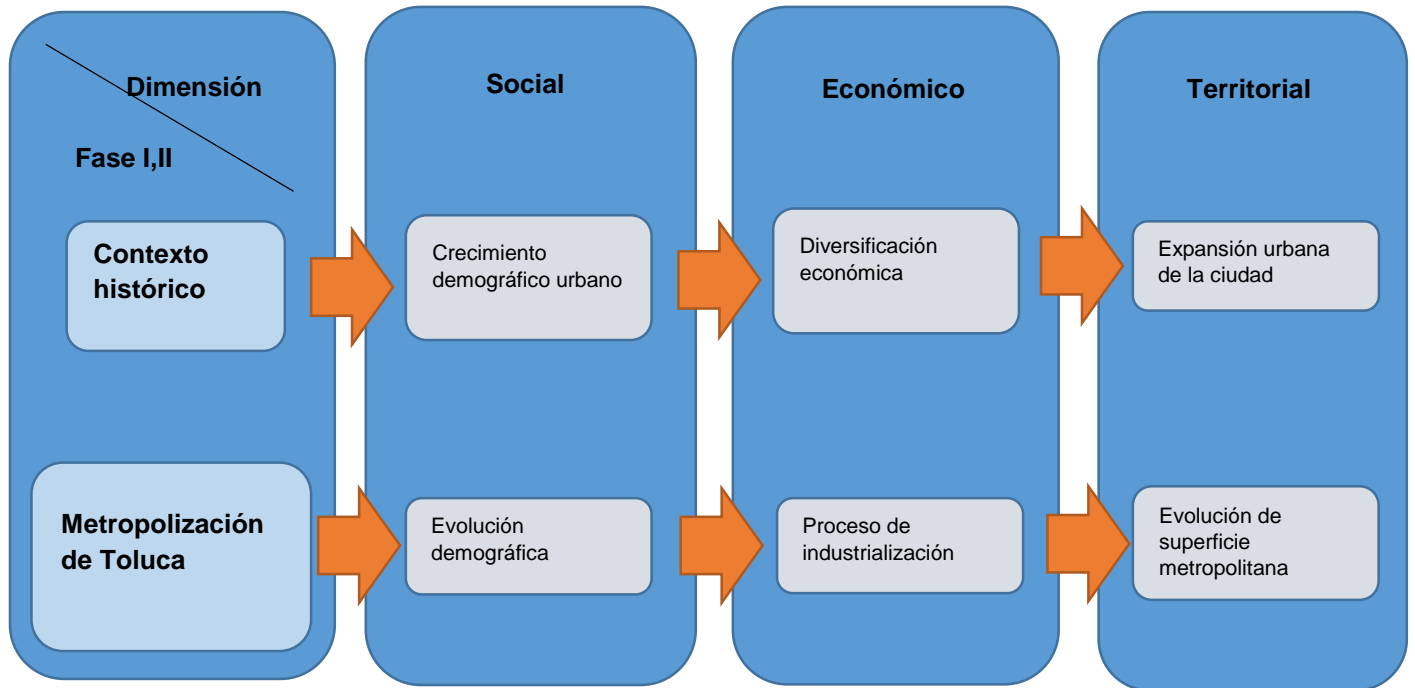 Dimensión
Fase I,II
Social
Económico
Territorial
Contexto
histórico
Crecimiento
demográfico urbano
Diversificación
económica
Expansión urbana
de la ciudad
Metropolización
de Toluca
Evolución
demográfica
Proceso de
industrialización
Evolución de
superficie
metropolitana